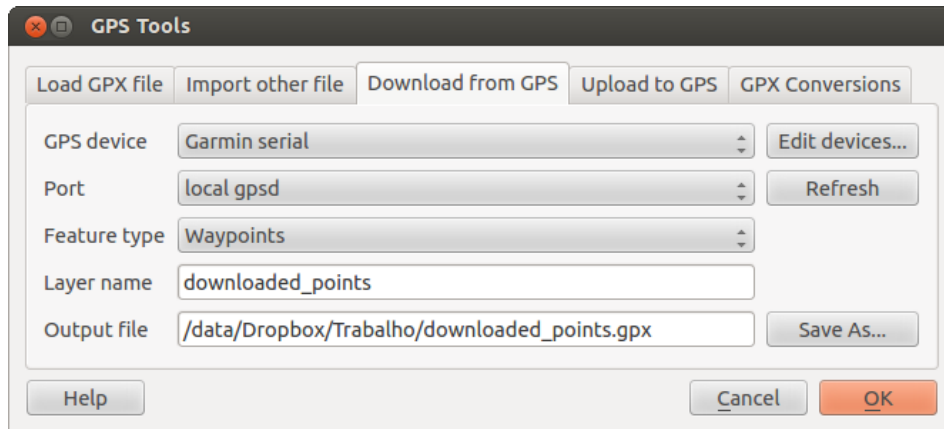 GPS Tools
Load GPX file Import other file Download from GPS Upload to GPS GPX Conversions
GPS device Garmin serial Edit devices...
Port local gpsd Refresh
Feature type Waypoints
Layer name downloaded_points
Output file /data/Dropbox/Trabalho/downloaded_points.gpx Save As...
Help Cancel OK